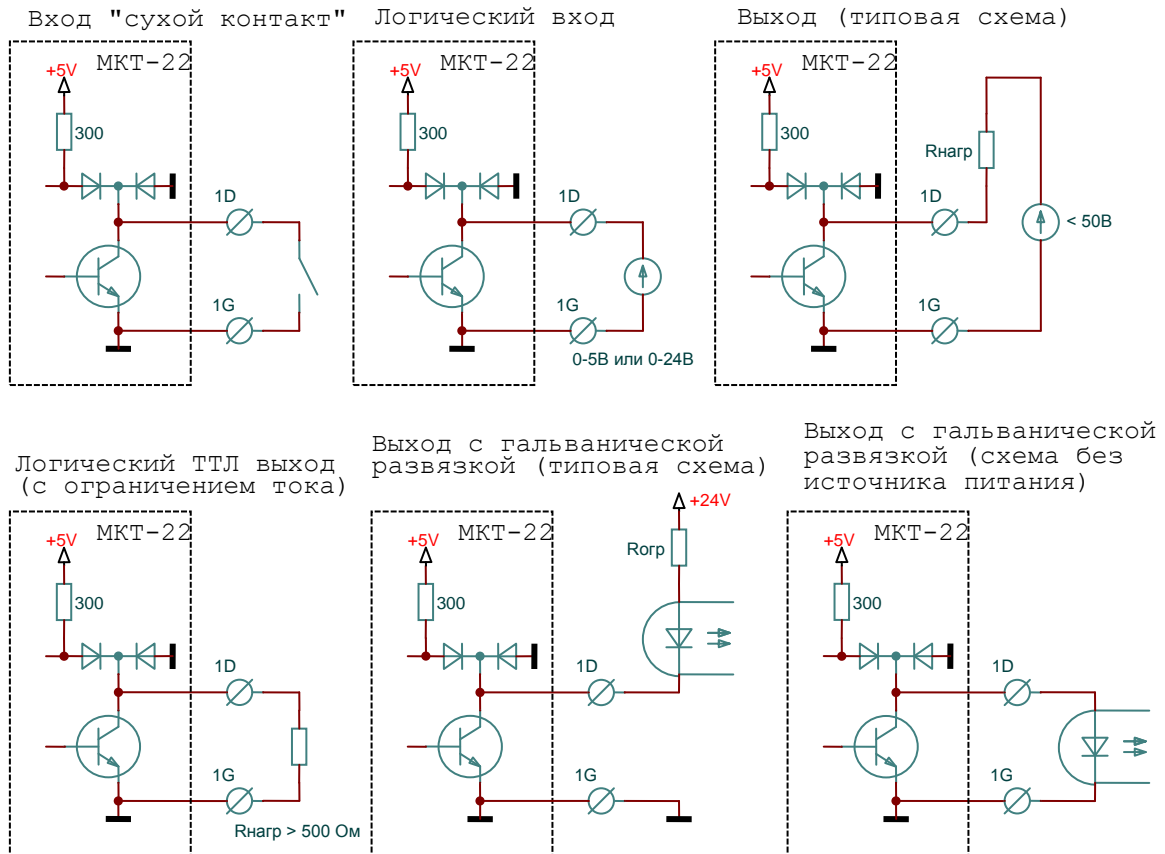 Вход "сухой контакт"
МКТ-22
+5V
300
1D
1G
Логический вход
МКТ-22
+5V
300
1D
1G
0-5В или 0-24В
Выход (типовая схема)
МКТ-22
+5V
300
Rнагр
1D
< 50В
1G
Логический ТТЛ выход
(с ограничением тока)
МКТ-22
+5V
300
1D
1G
Rнагр > 500 Ом
Выход с гальванической
развязкой (типовая схема)
МКТ-22
+5V
+24V
Rогр
300
1D
1G
Выход с гальванической
развязкой (схема без
источника питания)
МКТ-22
+5V
300
1D
1G